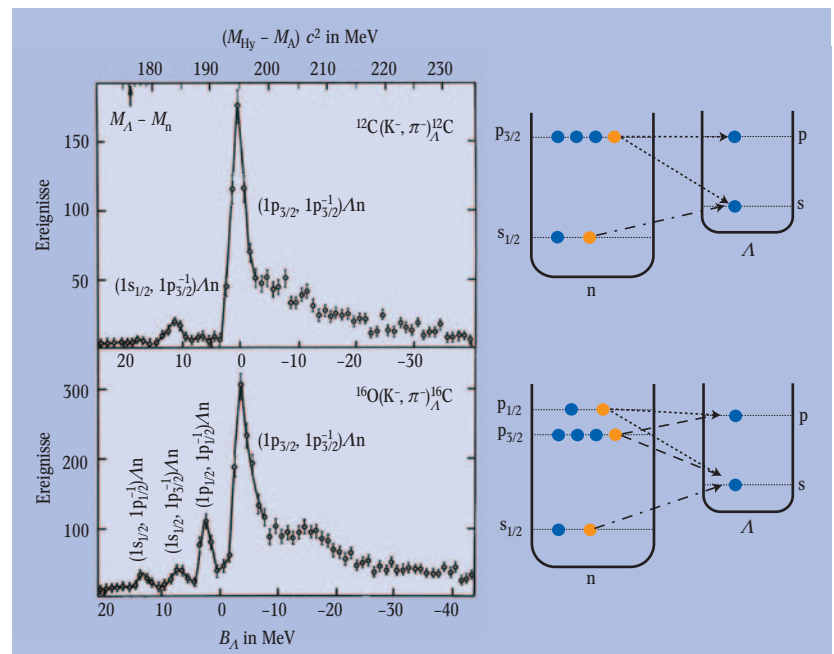 (M_Hy – M_A) c² in MeV
180 190 200 210 220 230
M_Λ – M_n
¹²C(K⁻, π⁻)¹²_ΛC
150
100
50
Ereignisse
(1p₃/₂, 1p₃/₂⁻¹)Λn
(1s₁/₂, 1p₃/₂⁻¹)Λn
20 10 0 –10 –20 –30
¹⁶O(K⁻, π⁻)¹⁶_ΛC
300
200
100
Ereignisse
(1s₁/₂, 1p₁/₂⁻¹)Λn
(1s₁/₂, 1p₃/₂⁻¹)Λn
(1p₁/₂, 1p₁/₂⁻¹)Λn
(1p₃/₂, 1p₃/₂⁻¹)Λn
20 10 0 –10 –20 –30 –40
B_Λ in MeV
p₃/₂
p
s
s₁/₂
Λ
n
p₁/₂
p
p₃/₂
s
s₁/₂
Λ
n